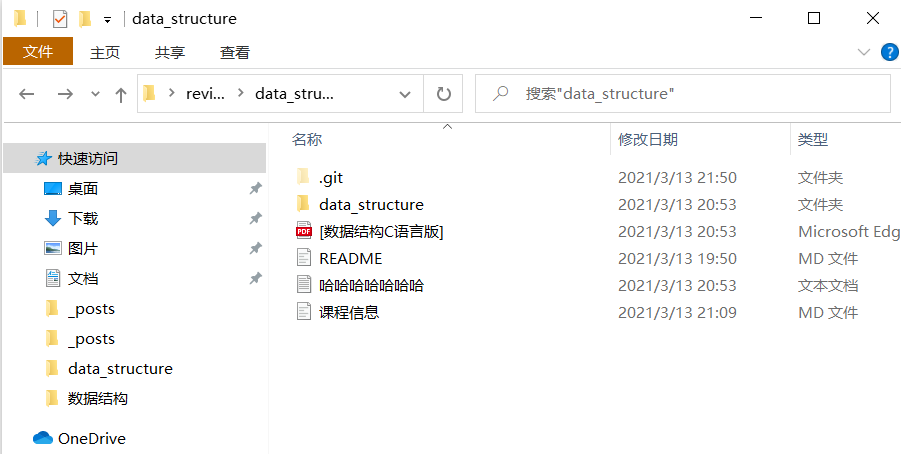 data_structure
文件 主页 共享 查看
revi... data_stru... 搜索"data_structure"
名称 修改日期 类型
快速访问
桌面
下载
图片
文档
_posts
_posts
data_structure
数据结构
OneDrive
.git 2021/3/13 21:50 文件夹
data_structure 2021/3/13 20:53 文件夹
PDF [数据结构C语言版] 2021/3/13 20:53 Microsoft Edg
README 2021/3/13 19:50 MD 文件
哈哈哈哈哈哈哈 2021/3/13 20:53 文本文档
课程信息 2021/3/13 21:09 MD 文件